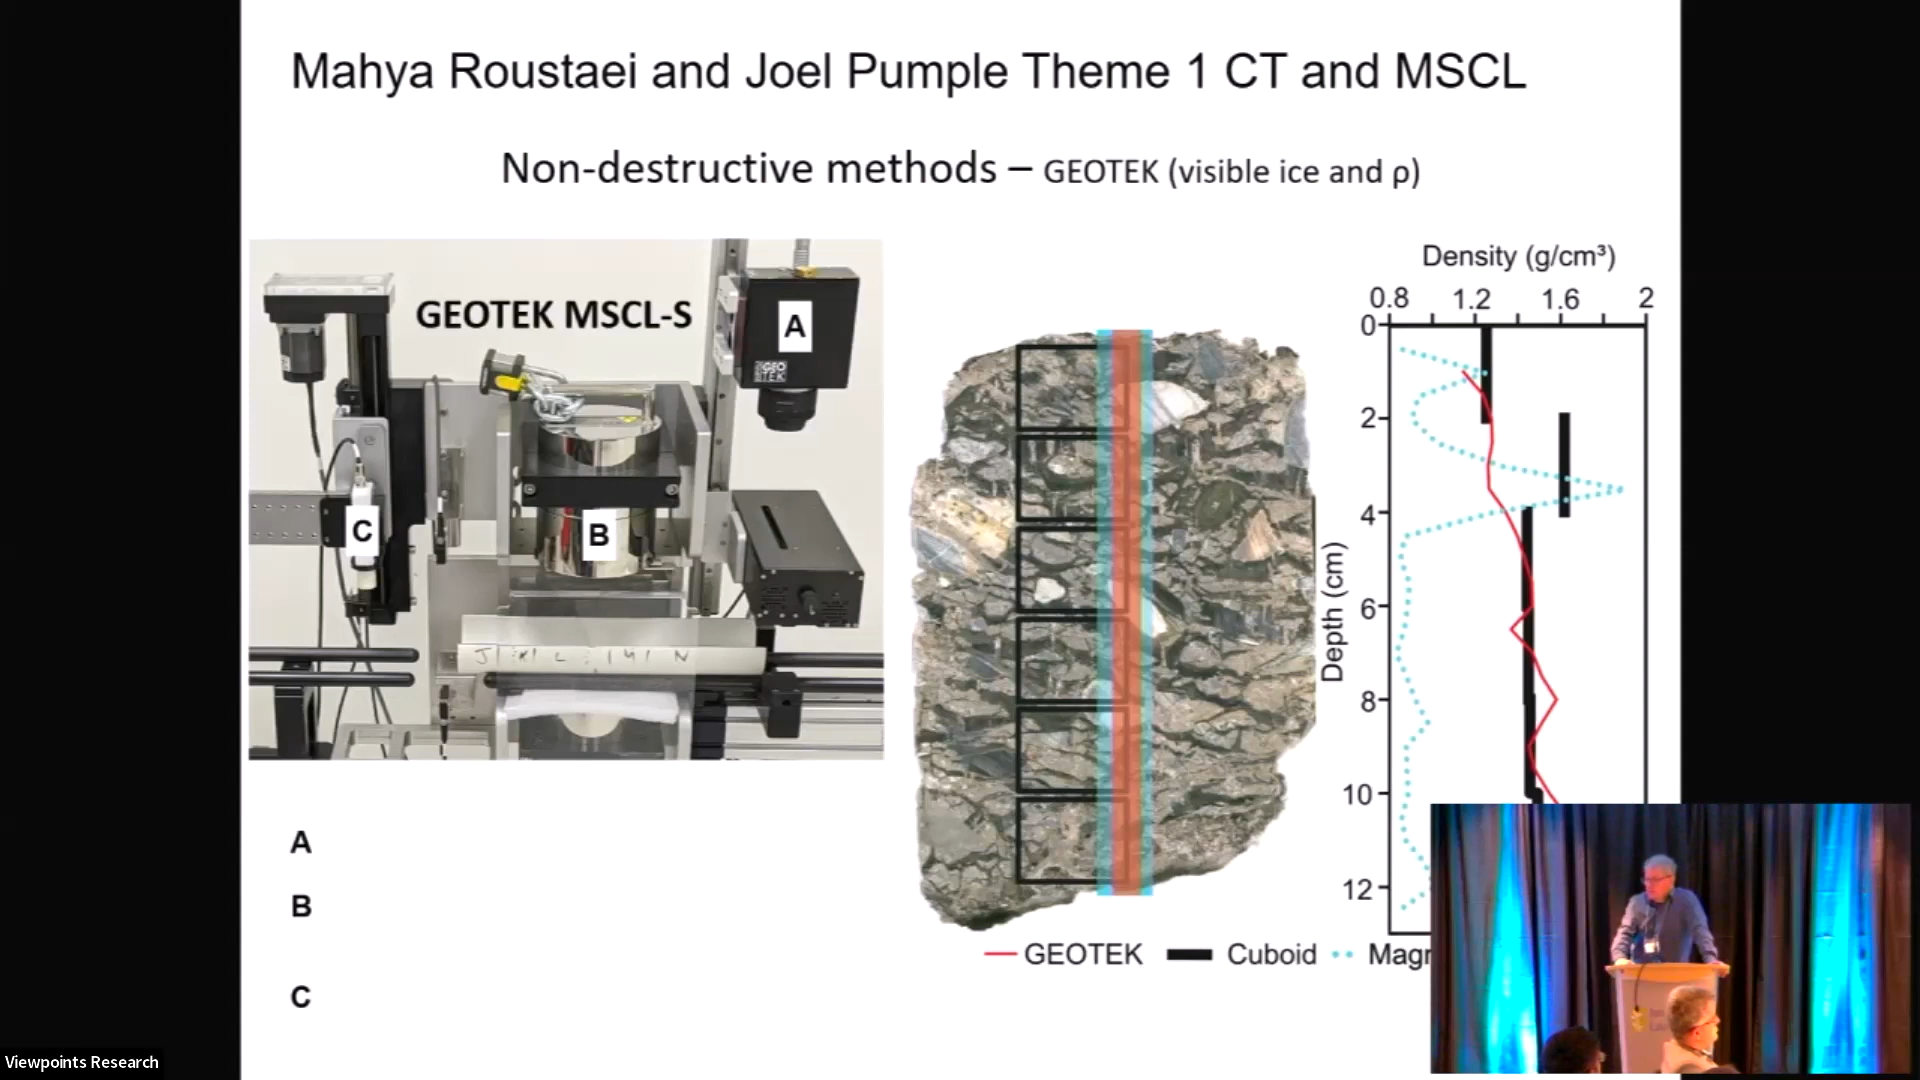 Mahya Roustaei and Joel Pumple Theme 1 CT and MSCL
Non-destructive methods – GEOTEK (visible ice and ρ)
GEOTEK MSCL-S
A
GEO
TEK
B
C
Density (g/cm³)
0.8 1.2 1.6 2
0
2
4
6
8
10
12
Depth (cm)
GEOTEK Cuboid Magr
A
B
C
Viewpoints Research